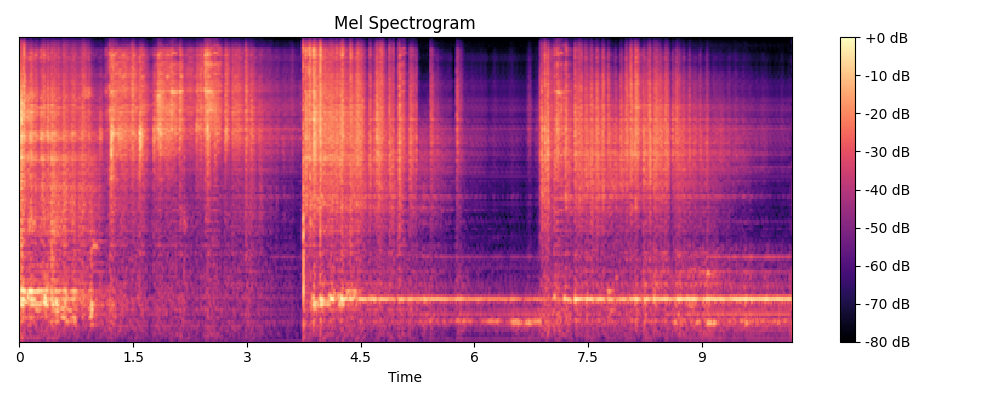 Mel Spectrogram
+0 dB
-10 dB
-20 dB
-30 dB
-40 dB
-50 dB
-60 dB
-70 dB
-80 dB
0 1.5 3 4.5 6 7.5 9
Time